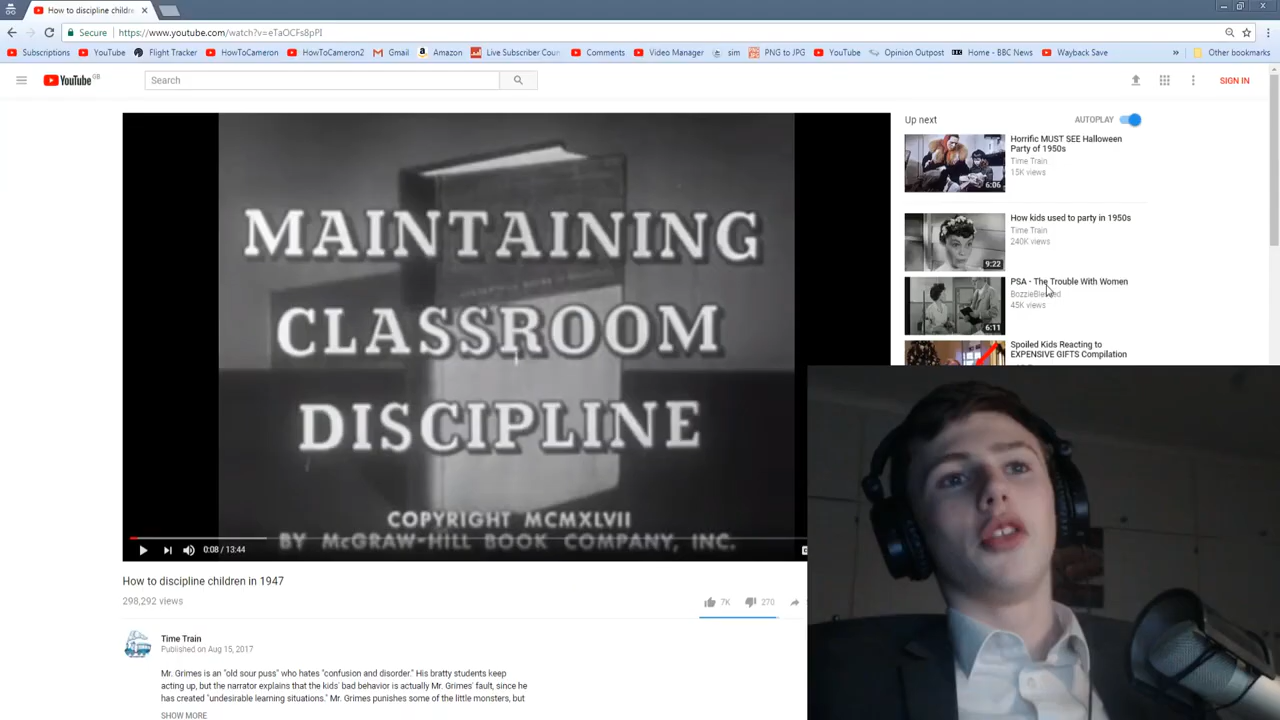 How to discipline childre
Secure
https://www.youtube.com/watch?v=eTaOCFs8pPI
Subscriptions
YouTube
Flight Tracker
HowToCameron
HowToCameron2
Gmail
Amazon
Live Subscriber Coun
Comments
Video Manager
sim
PNG to JPG
YouTube
Opinion Outpost
Home - BBC News
Wayback Save
»
Other bookmarks
YouTube GB
Search
SIGN IN
MAINTAINING
CLASSROOM
DISCIPLINE
COPYRIGHT MCMXLVII
BY McGRAW-HILL BOOK COMPANY, INC.
0:08 / 13:44
Up next
AUTOPLAY
Horrific MUST SEE Halloween
Party of 1950s
Time Train
15K views
6:06
How kids used to party in 1950s
Time Train
240K views
9:22
PSA - The Trouble With Women
45K views
6:11
Spoiled Kids Reacting to
EXPENSIVE GIFTS Compilation
How to discipline children in 1947
298,292 views
7K
270
Time Train
Published on Aug 15, 2017
Mr. Grimes is an "old sour puss" who hates "confusion and disorder." His bratty students keep
acting up, but the narrator explains that the kids' bad behavior is actually Mr. Grimes' fault, since he
has created "undesirable learning situations." Mr. Grimes punishes some of the little monsters, but
SHOW MORE